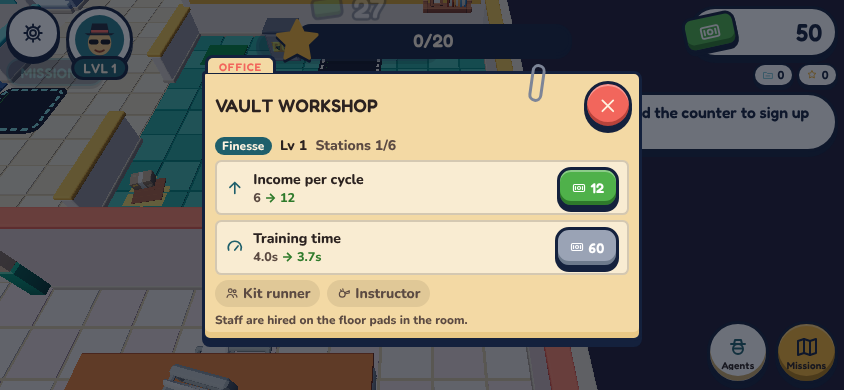 27
0/20
50
MISSION
LVL 1
OFFICE
0
0
VAULT WORKSHOP
d the counter to sign up
Finesse
Lv 1
Stations 1/6
Income per cycle
6 → 12
12
Training time
4.0s → 3.7s
60
Kit runner
Instructor
Staff are hired on the floor pads in the room.
Agents
Missions